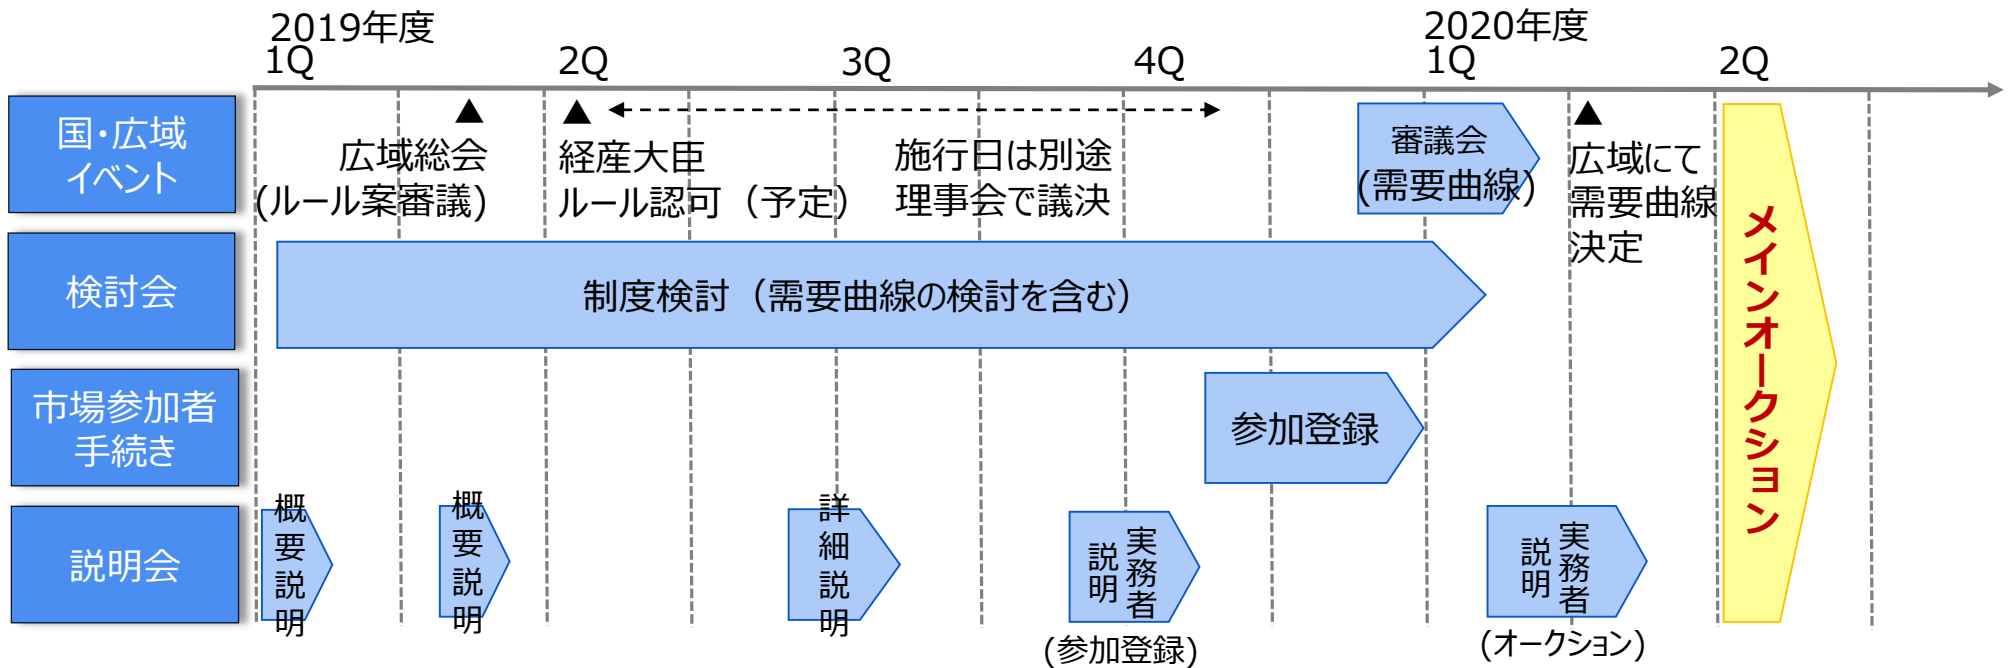 2019年度
2020年度
1Q
2Q
3Q
4Q
1Q
2Q
国・広域
イベント
広域総会
(ルール案審議)
経産大臣
ルール認可（予定）
施行日は別途
理事会で議決
審議会
(需要曲線)
広域にて
需要曲線
決定
メインオークション
検討会
制度検討（需要曲線の検討を含む）
市場参加者
手続き
参加登録
説明会
概要説明
概要説明
詳細説明
実務者
説明
(参加登録)
実務者
説明
(オークション)